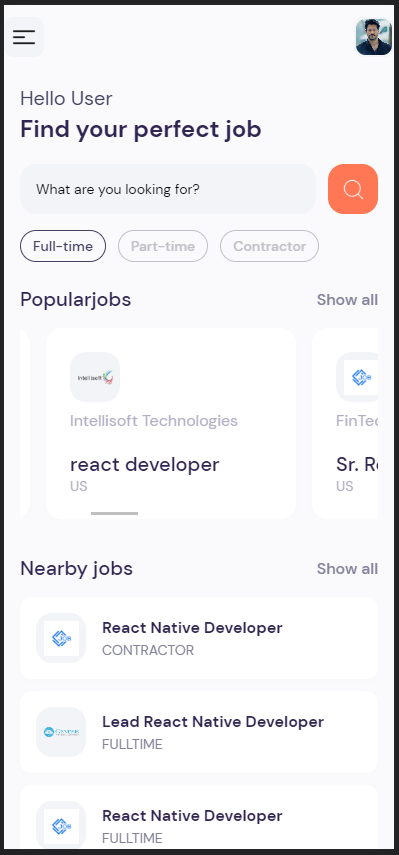 Hello User
Find your perfect job
What are you looking for?
Full-time
Part-time
Contractor
Popularjobs
Show all
Intellisoft
Intellisoft Technologies
FinTec
react developer
Sr. Re
US
US
Nearby jobs
Show all
React Native Developer
CONTRACTOR
GENESIS
Lead React Native Developer
FULLTIME
React Native Developer
FULLTIME